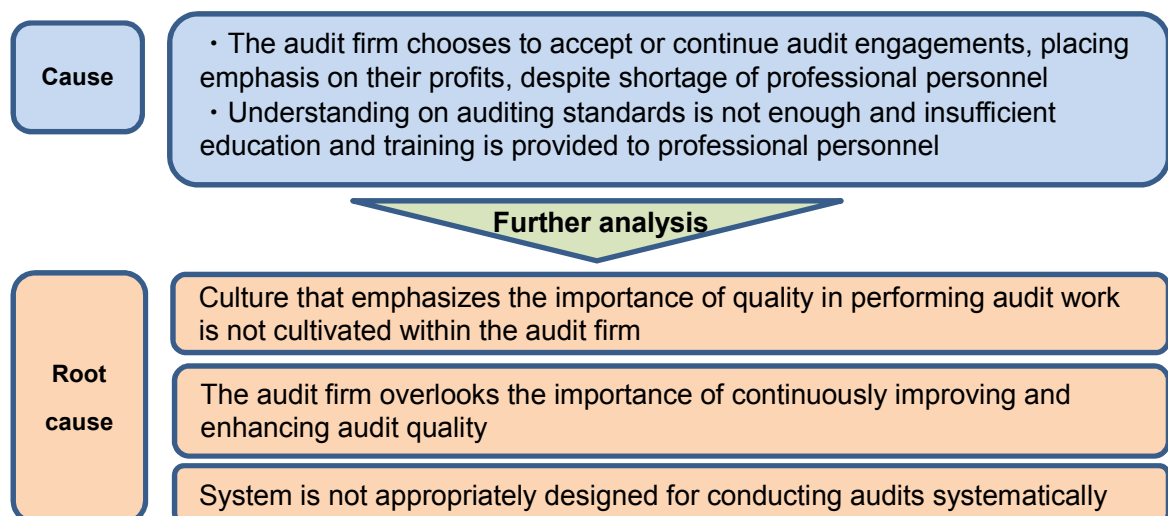 Cause
・The audit firm chooses to accept or continue audit engagements, placing
emphasis on their profits, despite shortage of professional personnel
・Understanding on auditing standards is not enough and insufficient
education and training is provided to professional personnel
Further analysis
Root
cause
Culture that emphasizes the importance of quality in performing audit work
is not cultivated within the audit firm
The audit firm overlooks the importance of continuously improving and
enhancing audit quality
System is not appropriately designed for conducting audits systematically